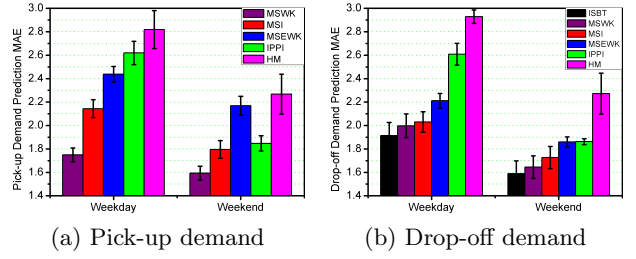 Pick-up Demand Prediction MAE
3.0
2.8
2.6
2.4
2.2
2.0
1.8
1.6
1.4
MSWK
MSI
MSEWK
IPPI
HM
Weekday
Weekend
(a) Pick-up demand
Drop-off Demand Prediction MAE
3.0
2.8
2.6
2.4
2.2
2.0
1.8
1.6
1.4
ISBT
MSWK
MSI
MSEWK
IPPI
HM
Weekday
Weekend
(b) Drop-off demand